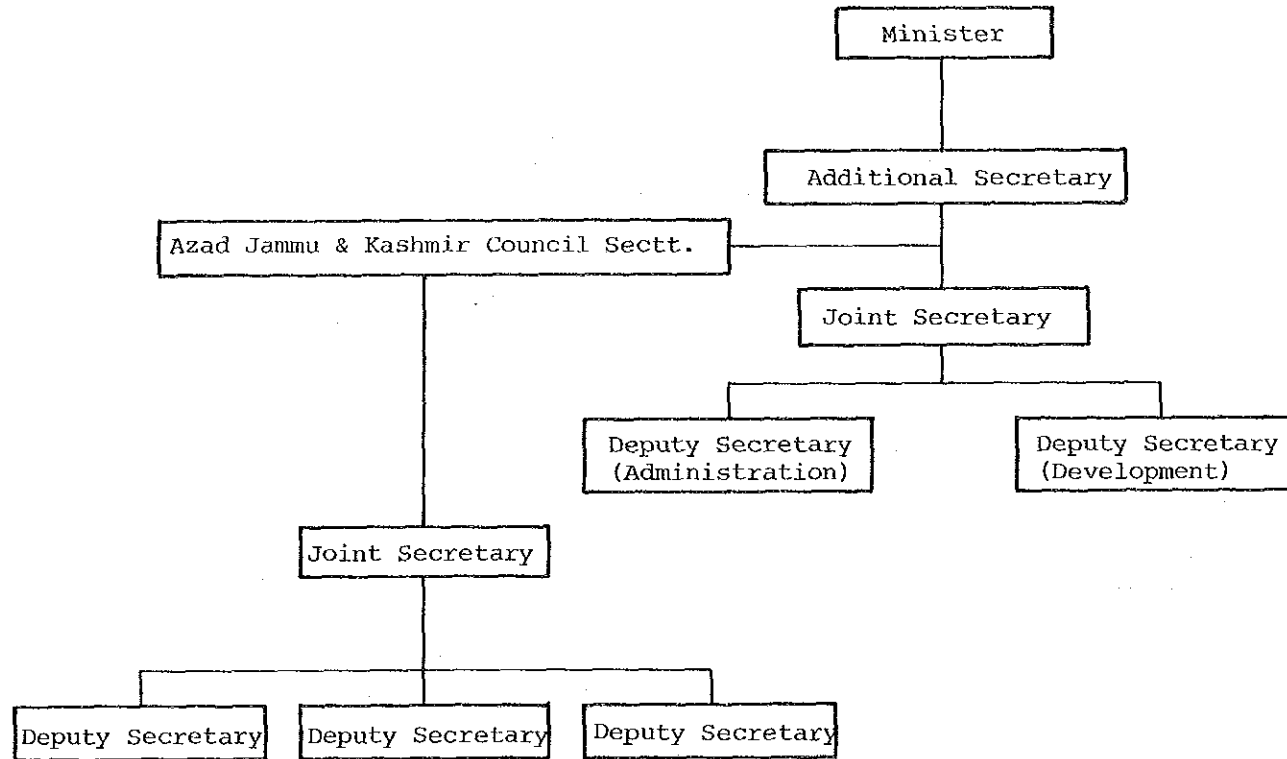 Minister
Additional Secretary
Azad Jammu & Kashmir Council Sectt.
Joint Secretary
Deputy Secretary
(Administration)
Deputy Secretary
(Development)
Joint Secretary
Deputy Secretary
Deputy Secretary
Deputy Secretary